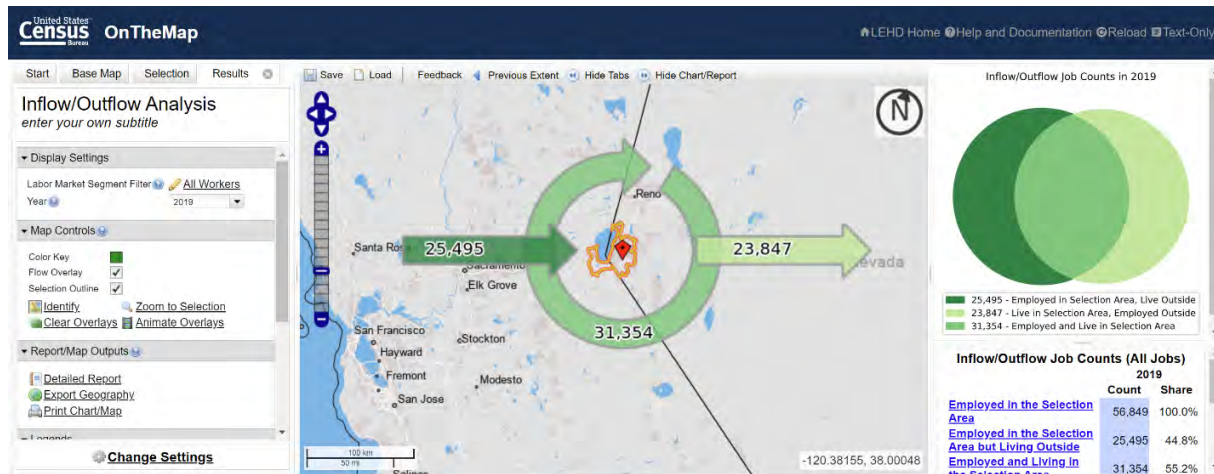 United States
Census
Bureau
OnTheMap
LEHD Home Help and Documentation Reload Text-Only
Start Base Map Selection Results
Save Load Feedback Previous Extent Hide Tabs Hide Chart/Report
Inflow/Outflow Analysis
enter your own subtitle
Display Settings
Labor Market Segment Filter All Workers
Year 2019
Map Controls
Color Key
Flow Overlay
Selection Outline
Identify Zoom to Selection
Clear Overlays Animate Overlays
Report/Map Outputs
Detailed Report
Export Geography
Print Chart/Map
Legends
Change Settings
N
Reno
Santa
25,495
23,847
Sacramento
Elk Grove
31,354
San Francisco
Stockton
Hayward
Fremont
Modesto
San Jose
100 km
50 mi
Salinas
-120.38155, 38.00048
Inflow/Outflow Job Counts in 2019
25,495 - Employed in Selection Area, Live Outside
23,847 - Live in Selection Area, Employed Outside
31,354 - Employed and Live in Selection Area
Inflow/Outflow Job Counts (All Jobs)
2019
Count Share
Employed in the Selection Area 56,849 100.0%
Employed in the Selection Area but Living Outside 25,495 44.8%
Employed and Living in the Selection Area 31,354 55.2%